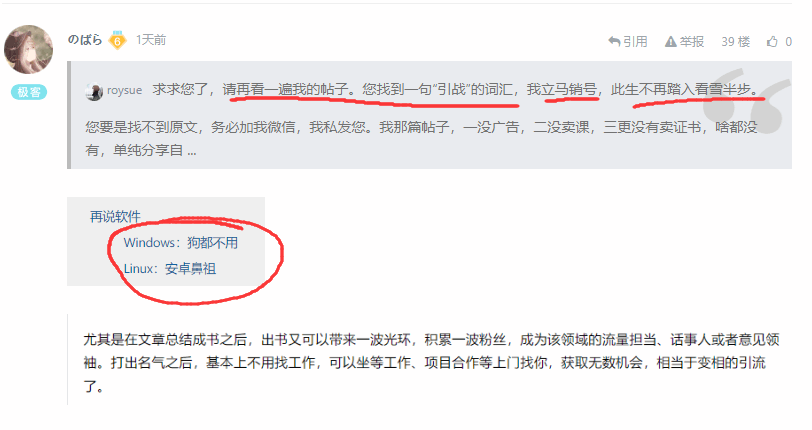 のばら 6 1天前 引用 举报 39 楼 0
极客
roysue 求求您了，请再看一遍我的帖子。您找到一句“引战”的词汇，我立马销号，此生不再踏入看雪半步。
您要是找不到原文，务必加我微信，我私发您。我那篇帖子，一没广告，二没卖课，三更没有卖证书，啥都没
有，单纯分享自 ...
再说软件
Windows：狗都不用
Linux：安卓鼻祖
尤其是在文章总结成书之后，出书又可以带来一波光环，积累一波粉丝，成为该领域的流量担当、话事人或者意见领
袖。打出名气之后，基本上不用找工作，可以坐等工作、项目合作等上门找你，获取无数机会，相当于变相的引流
了。